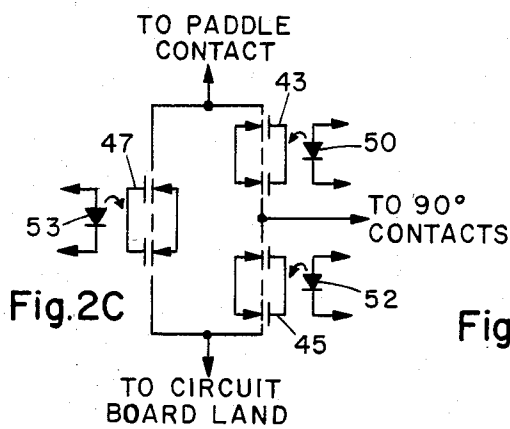 TO PADDLE
CONTACT
43
47
50
53
TO 90°
CONTACTS
52
Fig.2C
Fig
45
TO CIRCUIT
BOARD LAND